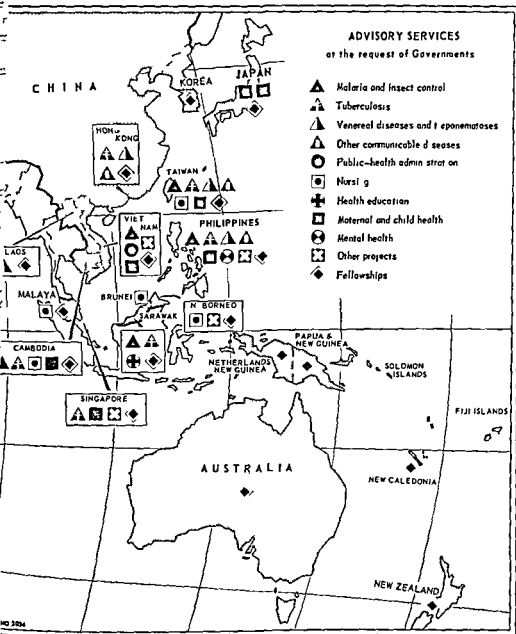 ADVISORY SERVICES
at the request of Governments
Malaria and insect control
Tuberculosis
Venereal diseases and t eponematoses
Other communicable d seases
Public-health admin strat on
Nursi g
Health education
Maternal and child health
Mental health
Other projects
Fellowships
CHINA
KOREA
JAPAN
HONG
KONG
TAIWAN
VIET
NAM
PHILIPPINES
LAOS
MALAYA
BRUNEI
SARAWAK
N BORNEO
CAMBODIA
SINGAPORE
NETHERLANDS
NEW GUINEA
PAPUA &
NEW GUINEA
SOLOMON
ISLANDS
FIJI ISLANDS
NEW CALEDONIA
AUSTRALIA
NEW ZEALAND